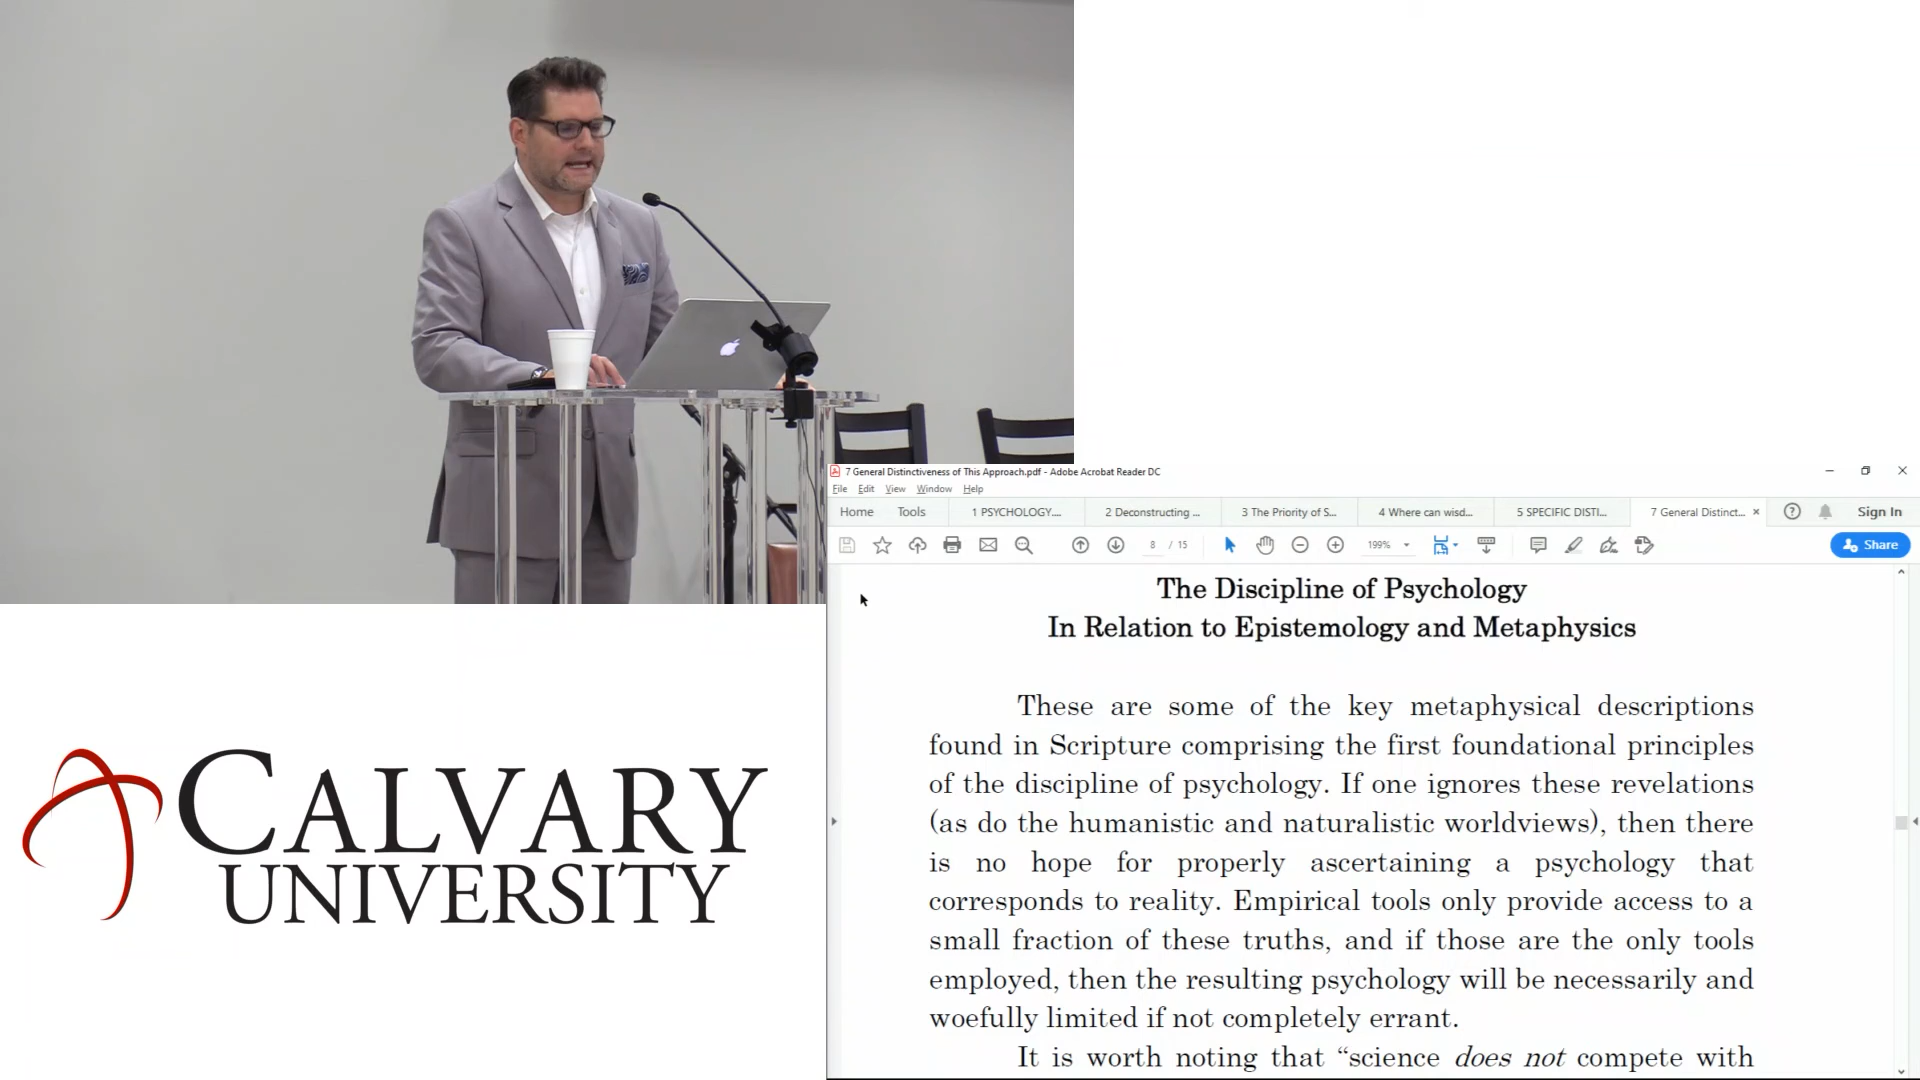 7 General Distinctiveness of This Approach.pdf - Adobe Acrobat Reader DC
File Edit View Window Help
Home Tools 1 PSYCHOLOGY.... 2 Deconstructing ... 3 The Priority of S... 4 Where can wisd... 5 SPECIFIC DISTI... 7 General Distinct... Sign In
8 / 15 199% Share
The Discipline of Psychology
In Relation to Epistemology and Metaphysics
These are some of the key metaphysical descriptions
found in Scripture comprising the first foundational principles
of the discipline of psychology. If one ignores these revelations
(as do the humanistic and naturalistic worldviews), then there
is no hope for properly ascertaining a psychology that
corresponds to reality. Empirical tools only provide access to a
small fraction of these truths, and if those are the only tools
employed, then the resulting psychology will be necessarily and
woefully limited if not completely errant.
It is worth noting that “science does not compete with
CALVARY
UNIVERSITY